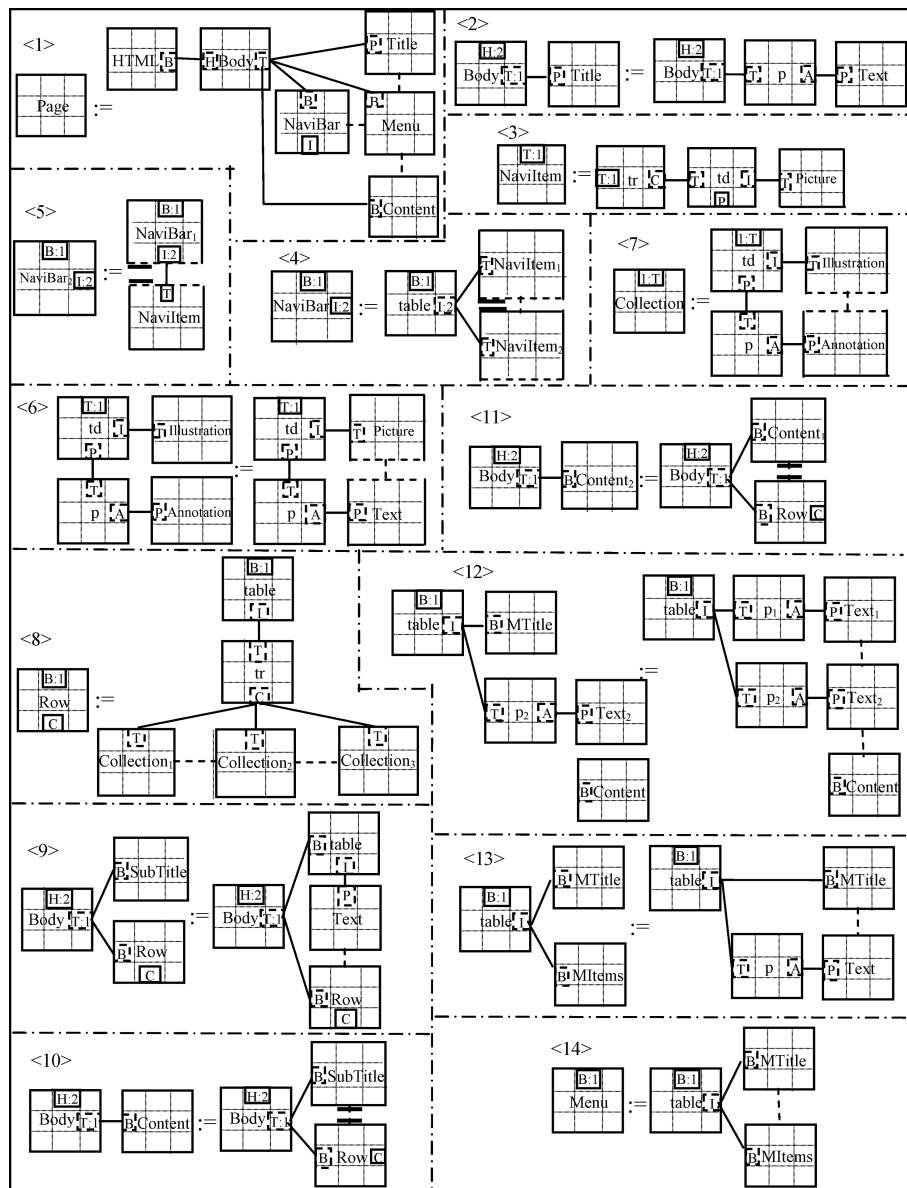 <1>
Page
:=
HTML B
H Body T
P Title
B NaviBar I
B Menu
B Content
<2>
H:2 Body T:1
P Title
:=
H:2 Body T:1
T p A
P Text
<3>
T:1 NaviItem
:=
T:1 tr C
T td I P
T Picture
<5>
B:1 NaviBar₂ I:2
:=
B:1 NaviBar₁ I:2
T NaviItem
<4>
B:1 NaviBar I:2
:=
B:1 table I:2
T NaviItem₁
T NaviItem₂
<7>
1:T Collection
:=
1:T td I P
T Illustration
T p A
P Annotation
<6>
T:1 td I P
T Illustration
T p A
P Annotation
:=
T:1 td I P
T Picture
T p A
P Text
<11>
H:2 Body T:1
B Content₂
:=
H:2 Body T:1
B Content₁
B Row C
<8>
B:1 Row C
:=
B:1 table I
T tr C
T Collection₁
T Collection₂
T Collection₃
<12>
B:1 table I
B MTitle
T p₂ A
P Text₂
B Content
:=
B:1 table I
T p₁ A
P Text₁
T p₂ A
P Text₂
B Content
<9>
H:2 Body T:1
B SubTitle
B Row C
:=
H:2 Body T:1
B table I
P Text
B Row C
<13>
B:1 table I
B MTitle
B MItems
:=
B:1 table I
B MTitle
T p A
P Text
<10>
H:2 Body T:1
B Content
:=
H:2 Body T:1
B SubTitle
B Row C
<14>
B:1 Menu
:=
B:1 table I
B MTitle
B MItems